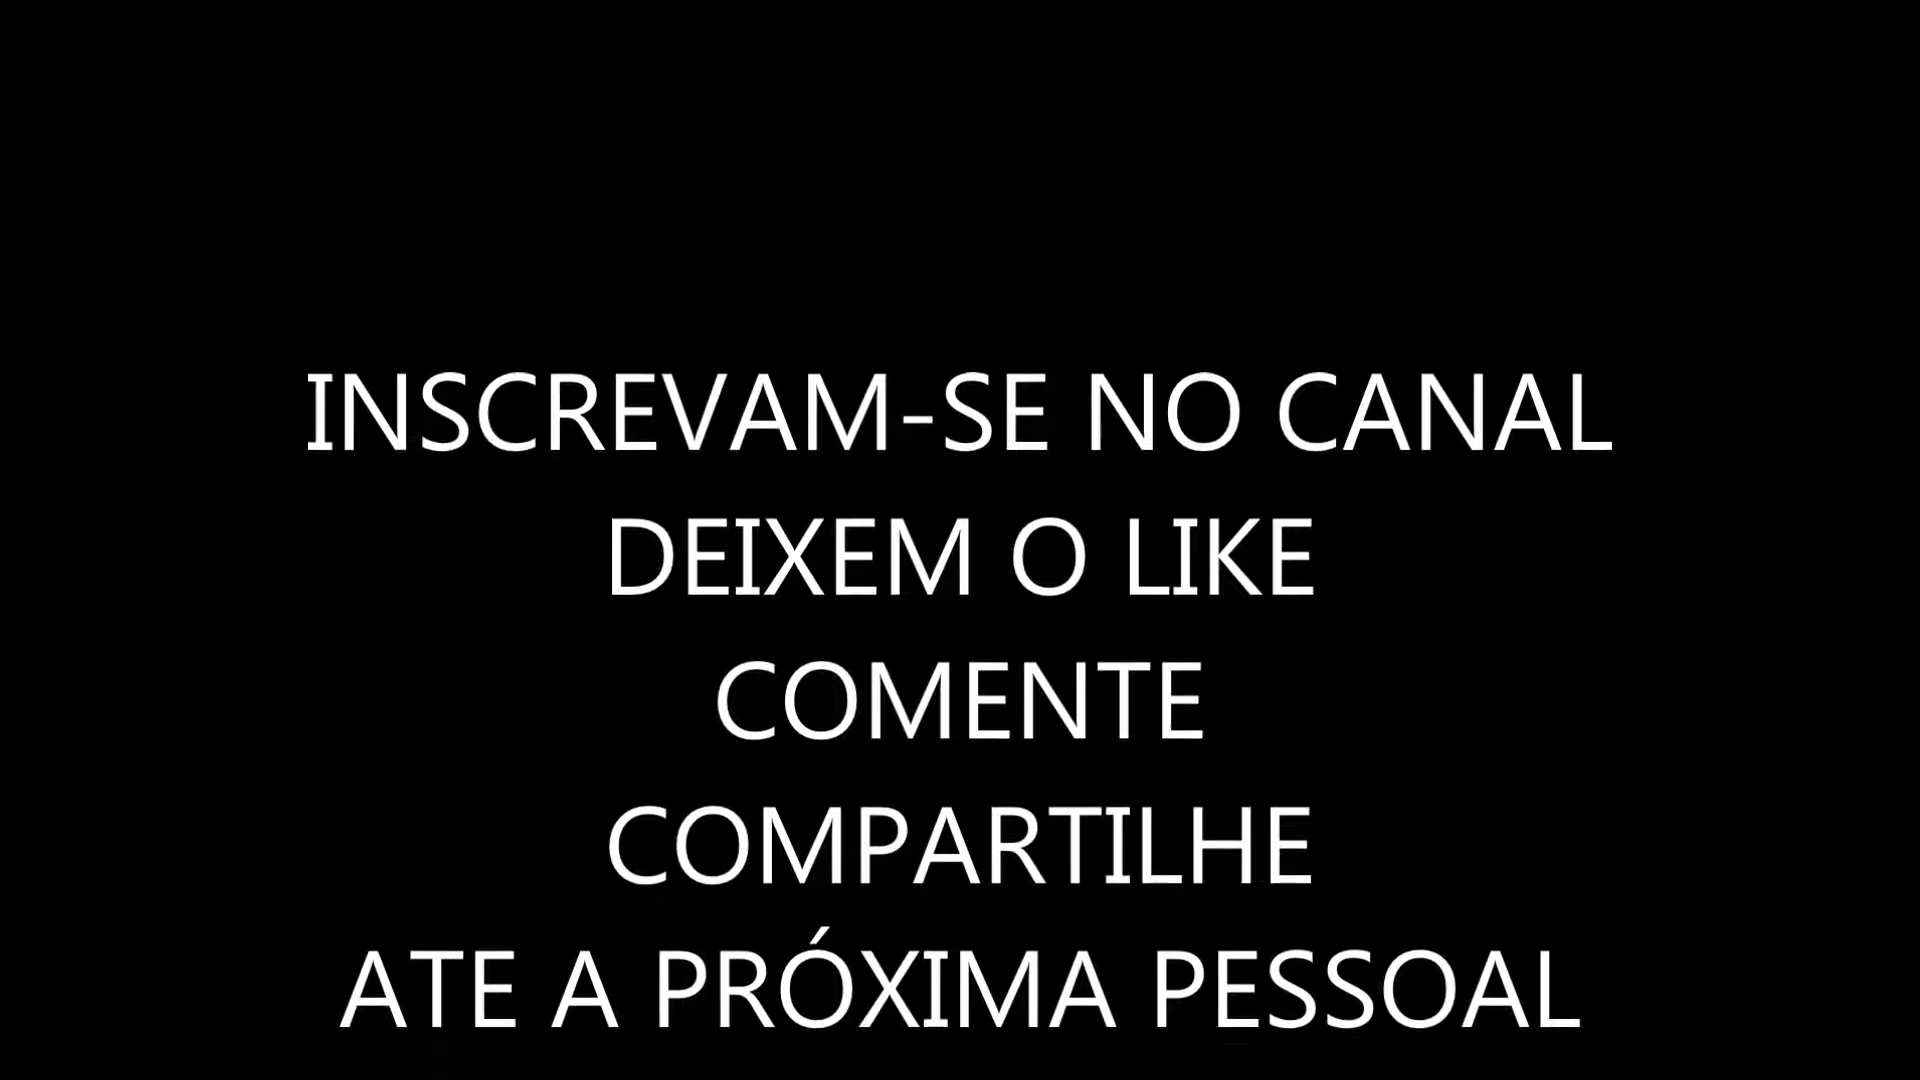 INSCREVAM-SE NO CANAL
DEIXEM O LIKE
COMENTE
COMPARTILHE
ATE A PRÓXIMA PESSOAL